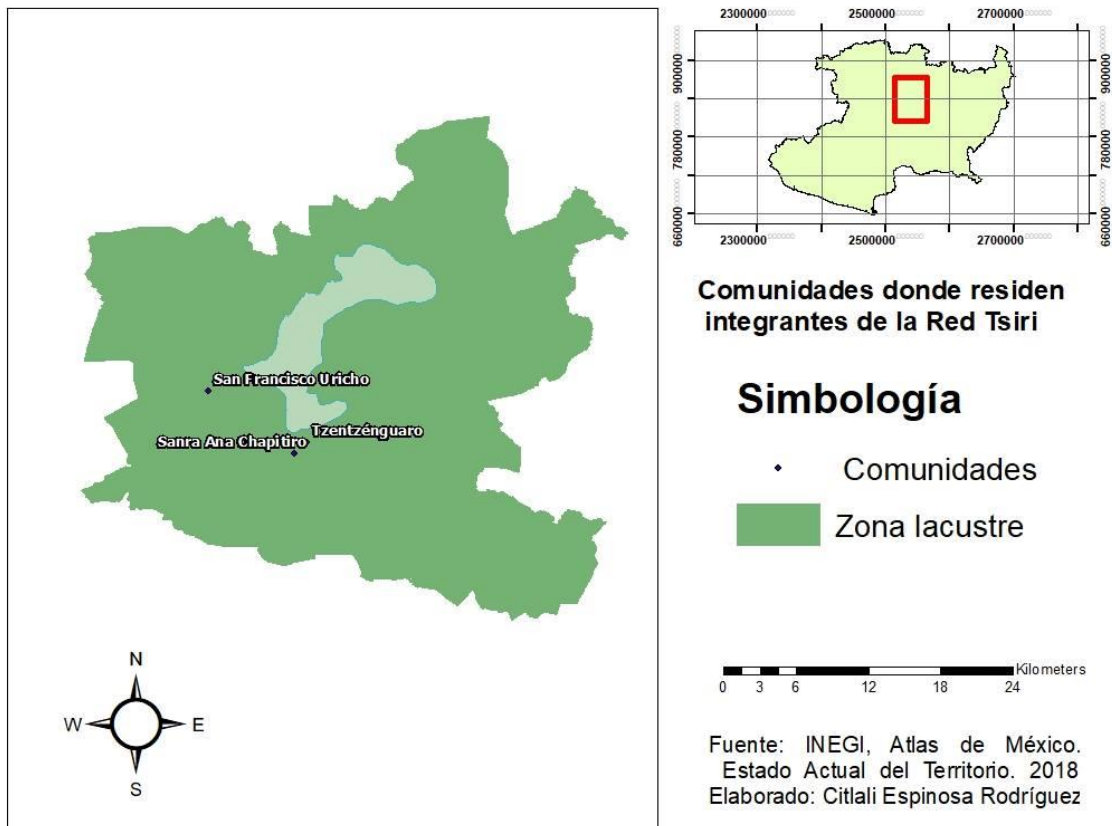 San Francisco Uricho
Tzentzénguaro
Sanra Ana Chapitiro
N
W E
S
2300000 2500000 2700000
900000 900000
780000 780000
660000 660000
2300000 2500000 2700000
Comunidades donde residen
integrantes de la Red Tsiri
Simbología
Comunidades
Zona lacustre
Kilometers
0 3 6 12 18 24
Fuente: INEGI, Atlas de México.
Estado Actual del Territorio. 2018
Elaborado: Citlali Espinosa Rodríguez